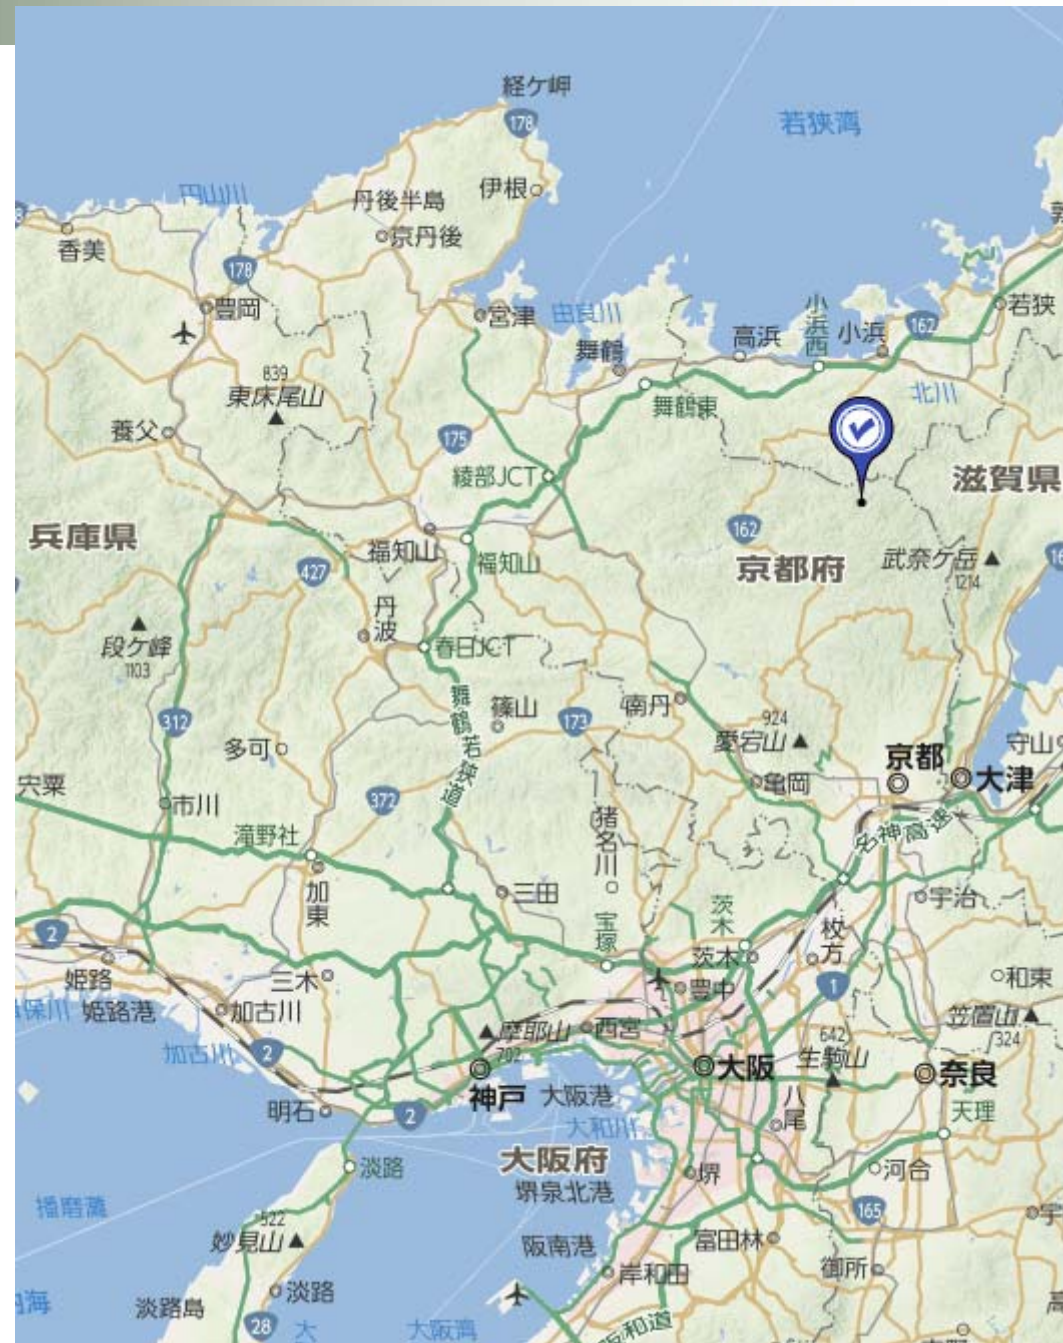 経ケ岬
178
若狭湾
円山川
丹後半島
伊根
京丹後
香美
178
豊岡
宮津
由良川
小浜西
若狭
162
高浜
小浜
舞鶴
839
東床尾山
舞鶴東
北川
養父
175
綾部JCT
滋賀県
兵庫県
福知山
福知山
162
427
京都府
武奈ケ岳
1214
丹波
段ケ峰
1103
春日JCT
舞鶴若狭道
篠山
173
南丹
312
924
愛宕山
多可
京都
守山
大津
亀岡
宍粟
372
市川
猪名川
名神高速
滝野社
加東
三田
宇治
茨木
宝塚
枚方
2
茨木
姫路
三木
豊中
1
和東
姫路港
加古川
笠置山
324
加古川
2
摩耶山
702
西宮
642
生駒山
大阪
奈良
神戸
大阪港
明石
2
八尾
天理
大和川
大阪府
淡路
堺
河合
堺泉北港
播磨灘
165
522
妙見山
阪南港
富田林
岸和田
御所
淡路
淡路島
28
大阪湾
阪和道